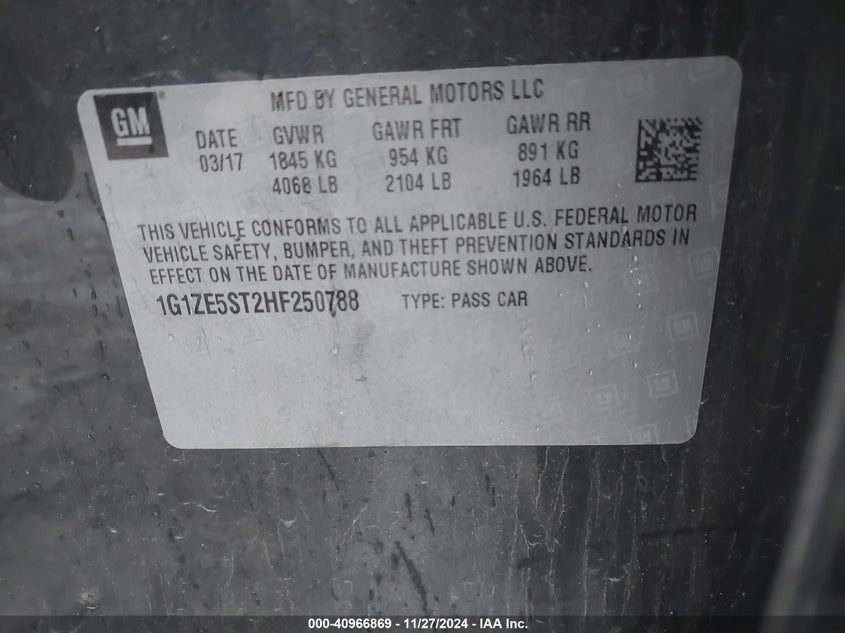 GM
MFD BY GENERAL MOTORS LLC
DATE GVWR GAWR FRT GAWR RR
03/17 1845 KG 954 KG 891 KG
4068 LB 2104 LB 1964 LB
THIS VEHICLE CONFORMS TO ALL APPLICABLE U.S. FEDERAL MOTOR
VEHICLE SAFETY, BUMPER, AND THEFT PREVENTION STANDARDS IN
EFFECT ON THE DATE OF MANUFACTURE SHOWN ABOVE.
1G1ZE5ST2HF250788 TYPE: PASS CAR
000-40966869 - 11/27/2024 - IAA Inc.